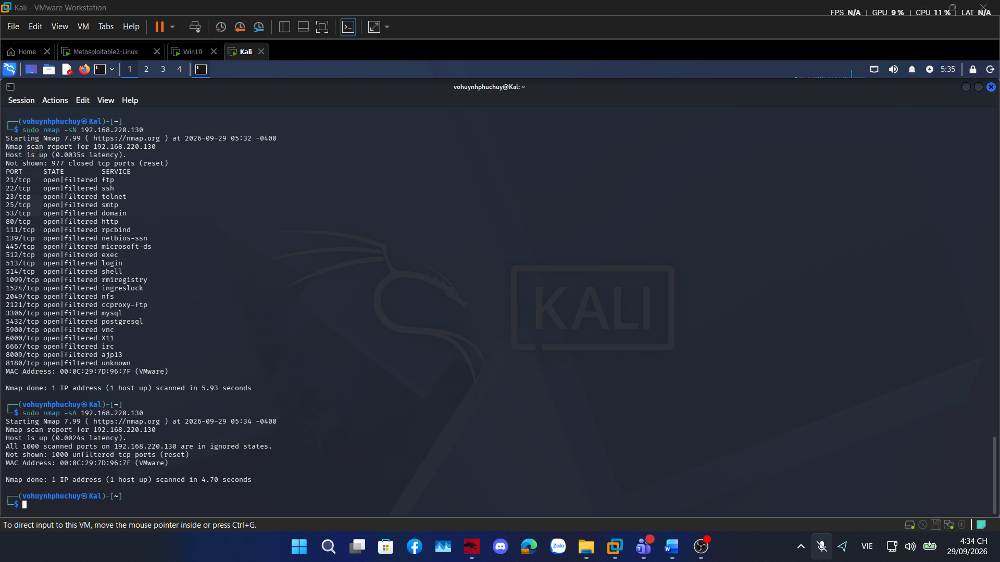 Kali - VMware Workstation
FPS N/A | GPU 9 % | CPU 11 % | LAT N/A
File Edit View VM Tabs Help
Home Metasploitable2-Linux Win10 Kali
1 2 3 4 5:35
vohuynhphuchuy@Kal: ~
Session Actions Edit View Help
┌──(vohuynhphuchuy㉿Kal)-[~]
└─$ sudo nmap -sN 192.168.220.130
Starting Nmap 7.99 ( https://nmap.org ) at 2026-09-29 05:32 -0400
Nmap scan report for 192.168.220.130
Host is up (0.0035s latency).
Not shown: 977 closed tcp ports (reset)
PORT     STATE         SERVICE
21/tcp   open|filtered ftp
22/tcp   open|filtered ssh
23/tcp   open|filtered telnet
25/tcp   open|filtered smtp
53/tcp   open|filtered domain
80/tcp   open|filtered http
111/tcp  open|filtered rpcbind
139/tcp  open|filtered netbios-ssn
445/tcp  open|filtered microsoft-ds
512/tcp  open|filtered exec
513/tcp  open|filtered login
514/tcp  open|filtered shell
1099/tcp open|filtered rmiregistry
1524/tcp open|filtered ingreslock
2049/tcp open|filtered nfs
2121/tcp open|filtered ccproxy-ftp
3306/tcp open|filtered mysql
5432/tcp open|filtered postgresql
5900/tcp open|filtered vnc
6000/tcp open|filtered X11
6667/tcp open|filtered irc
8009/tcp open|filtered ajp13
8180/tcp open|filtered unknown
MAC Address: 00:0C:29:7D:96:7F (VMware)
Nmap done: 1 IP address (1 host up) scanned in 5.93 seconds
┌──(vohuynhphuchuy㉿Kal)-[~]
└─$ sudo nmap -sA 192.168.220.130
Starting Nmap 7.99 ( https://nmap.org ) at 2026-09-29 05:34 -0400
Nmap scan report for 192.168.220.130
Host is up (0.0024s latency).
All 1000 scanned ports on 192.168.220.130 are in ignored states.
Not shown: 1000 unfiltered tcp ports (reset)
MAC Address: 00:0C:29:7D:96:7F (VMware)
Nmap done: 1 IP address (1 host up) scanned in 4.70 seconds
┌──(vohuynhphuchuy㉿Kal)-[~]
└─$
KALI
To direct input to this VM, move the mouse pointer inside or press Ctrl+G.
Zalo
VIE
4:34 CH
29/09/2026